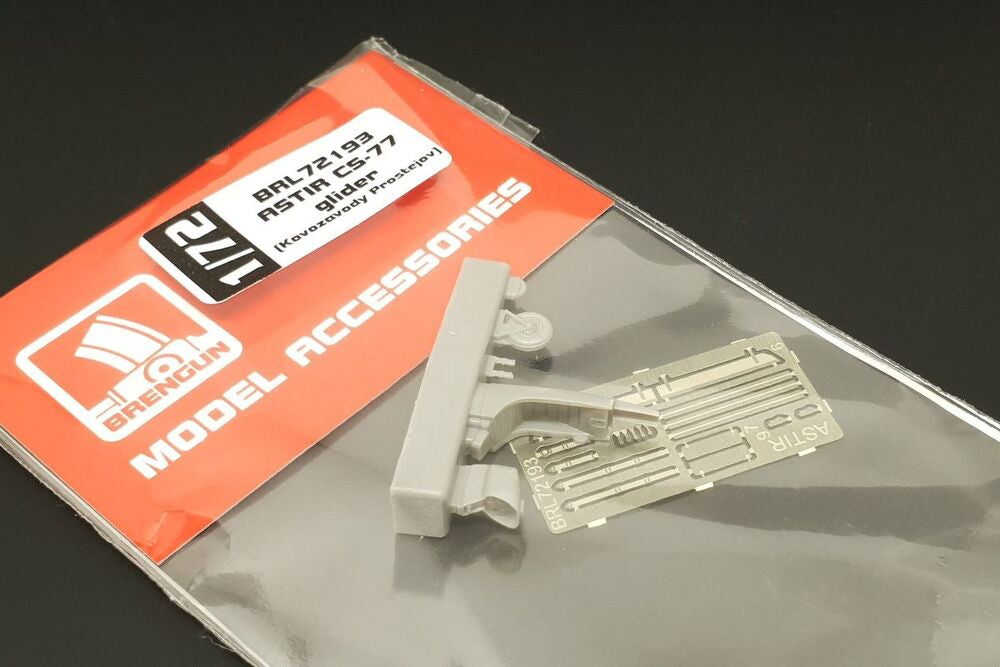 BRL72193
ASTIR CS-77
glider
(Kovozavody Prostejov)
1/72
BRENGUN
MODEL ACCESSORIES
BRL72193
ASTIR